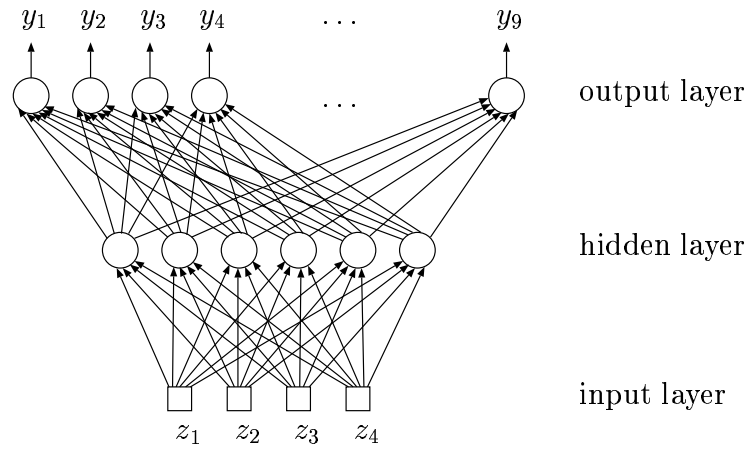 y₁ y₂ y₃ y₄ ... y₉
... output layer
hidden layer
input layer
z₁ z₂ z₃ z₄